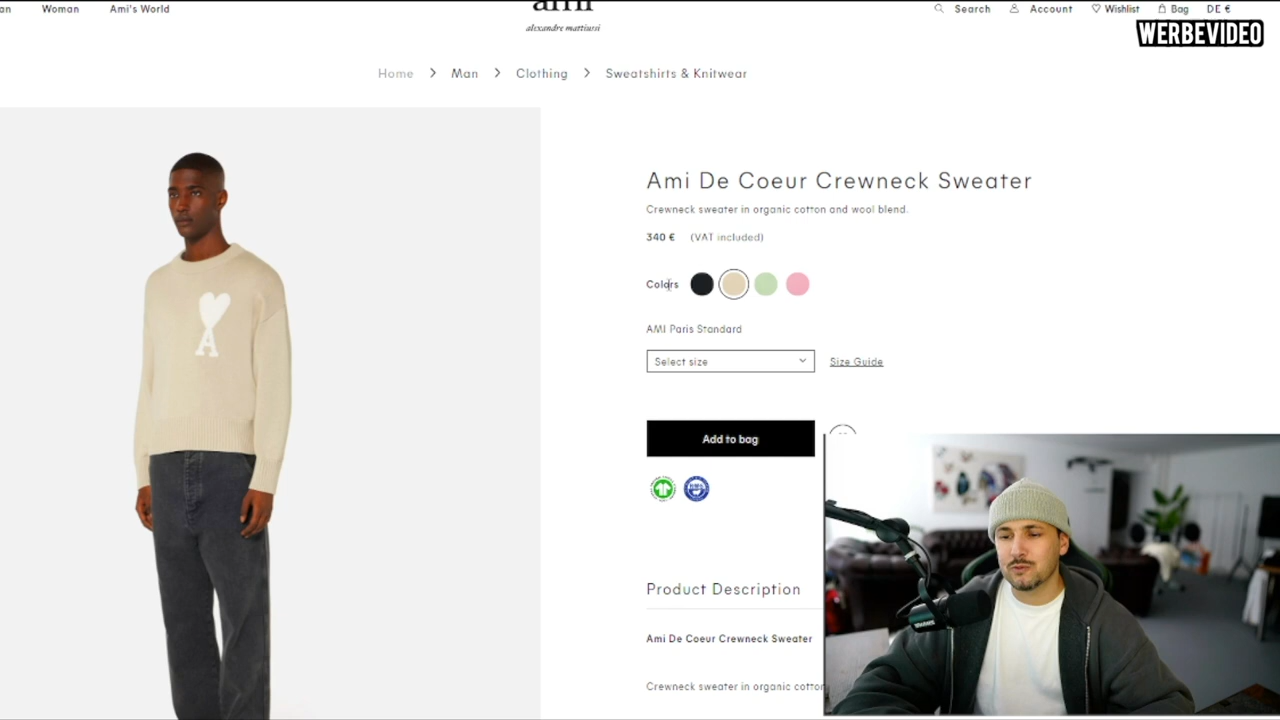 Woman
Ami's World
ami
alexandre mattiussi
Search
Account
Wishlist
Bag
DE €
WERBEVIDEO
Home > Man > Clothing > Sweatshirts & Knitwear
Ami De Coeur Crewneck Sweater
Crewneck sweater in organic cotton and wool blend.
340 € (VAT included)
Colors
AMI Paris Standard
Select size
Size Guide
Add to bag
A
Product Description
Ami De Coeur Crewneck Sweater
Crewneck sweater in organic cotton